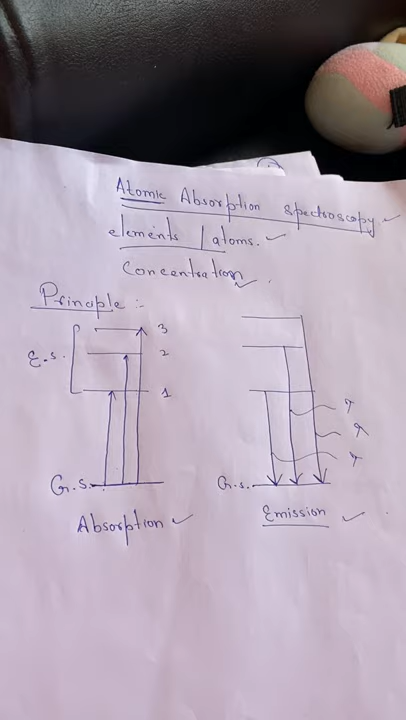 Atomic Absorption spectroscopy
elements / atoms.
Concentration.
Principle :-
3
E.s.
2
1
G.s.
G.s.
Absorption
Emission